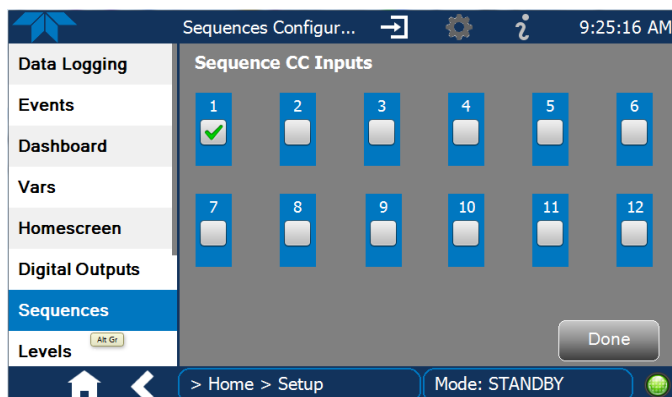 Sequences Configur... 9:25:16 AM
Data Logging
Events
Dashboard
Vars
Homescreen
Digital Outputs
Sequences
Alt Gr
Levels
Sequence CC Inputs
1 2 3 4 5 6
7 8 9 10 11 12
Done
> Home > Setup Mode: STANDBY